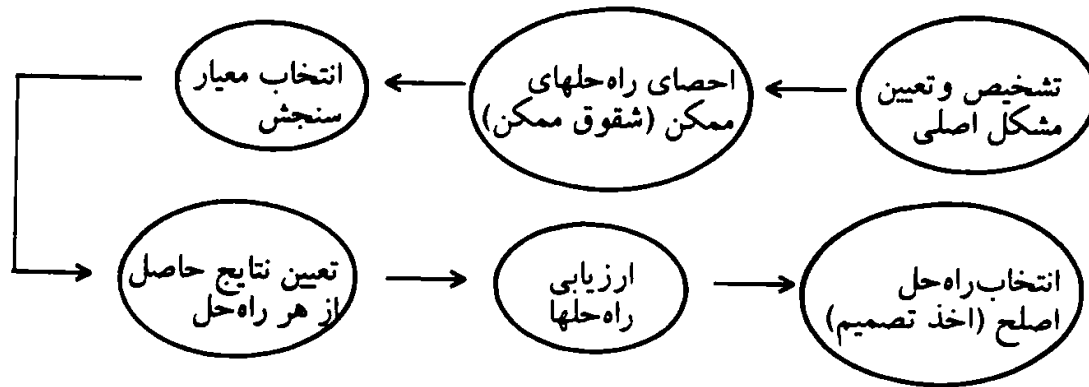 تشخیص و تعیین
مشکل اصلی
احصای راه‌حلهای
ممکن (شقوق ممکن)
انتخاب معیار
سنجش
تعیین نتایج حاصل
از هر راه‌حل
ارزیابی
راه‌حلها
انتخاب راه‌حل
اصلح (اخذ تصمیم)